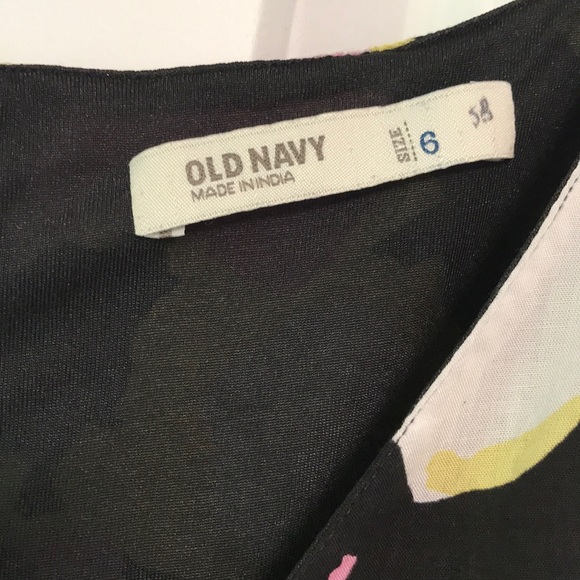 OLD NAVY
MADE IN INDIA
SIZE 6
58